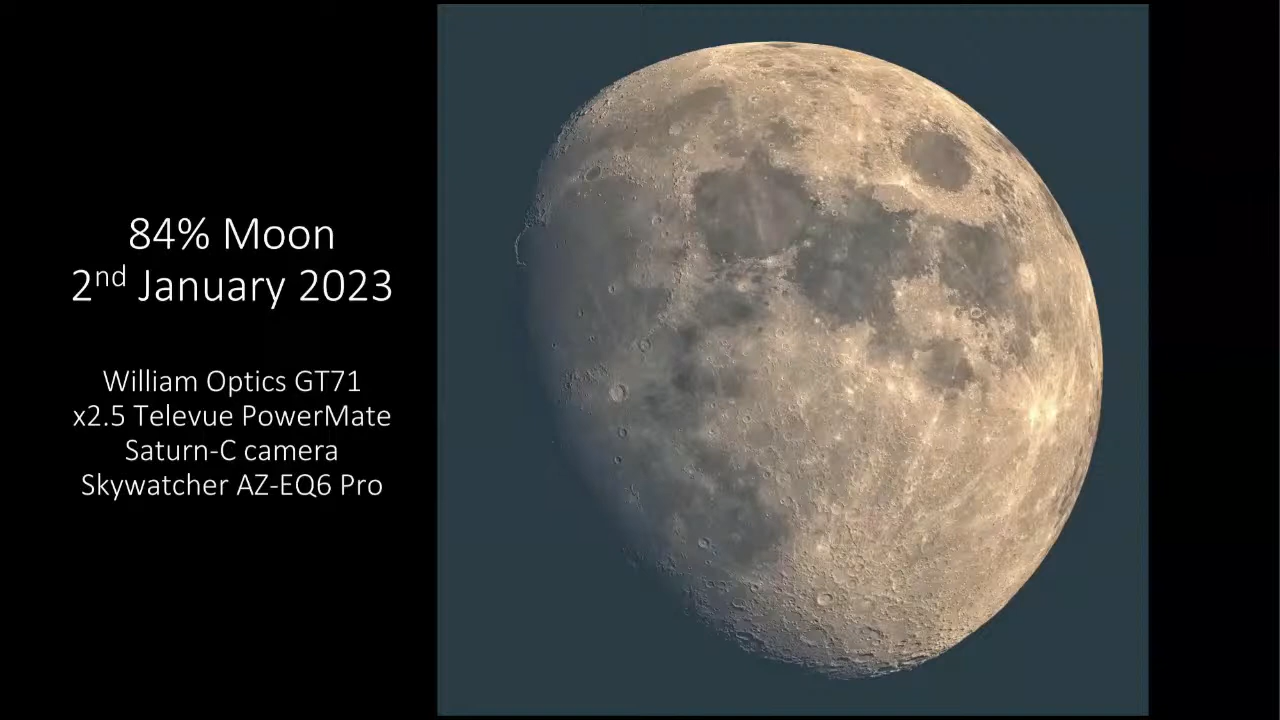 84% Moon
2nd January 2023
William Optics GT71
x2.5 Televue PowerMate
Saturn-C camera
Skywatcher AZ-EQ6 Pro